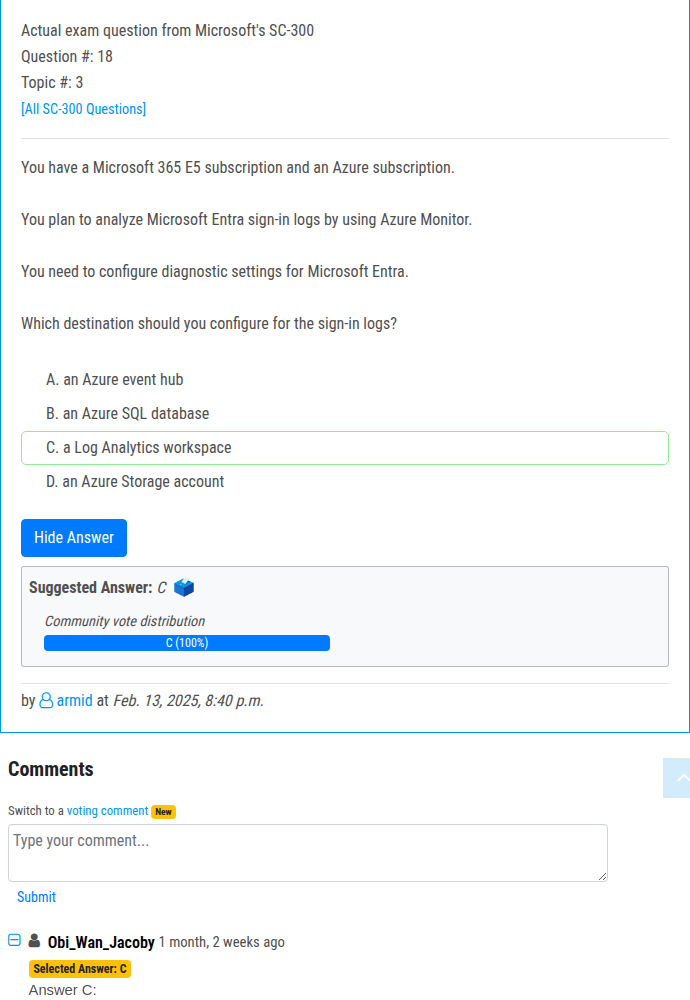 Actual exam question from Microsoft's SC-300
Question #: 18
Topic #: 3
[All SC-300 Questions]
You have a Microsoft 365 E5 subscription and an Azure subscription.
You plan to analyze Microsoft Entra sign-in logs by using Azure Monitor.
You need to configure diagnostic settings for Microsoft Entra.
Which destination should you configure for the sign-in logs?
A. an Azure event hub
B. an Azure SQL database
C. a Log Analytics workspace
D. an Azure Storage account
Hide Answer
Suggested Answer: C
Community vote distribution
C (100%)
by armid at Feb. 13, 2025, 8:40 p.m.
Comments
Switch to a voting comment New
Type your comment...
Submit
Obi_Wan_Jacoby 1 month, 2 weeks ago
Selected Answer: C
Answer C: